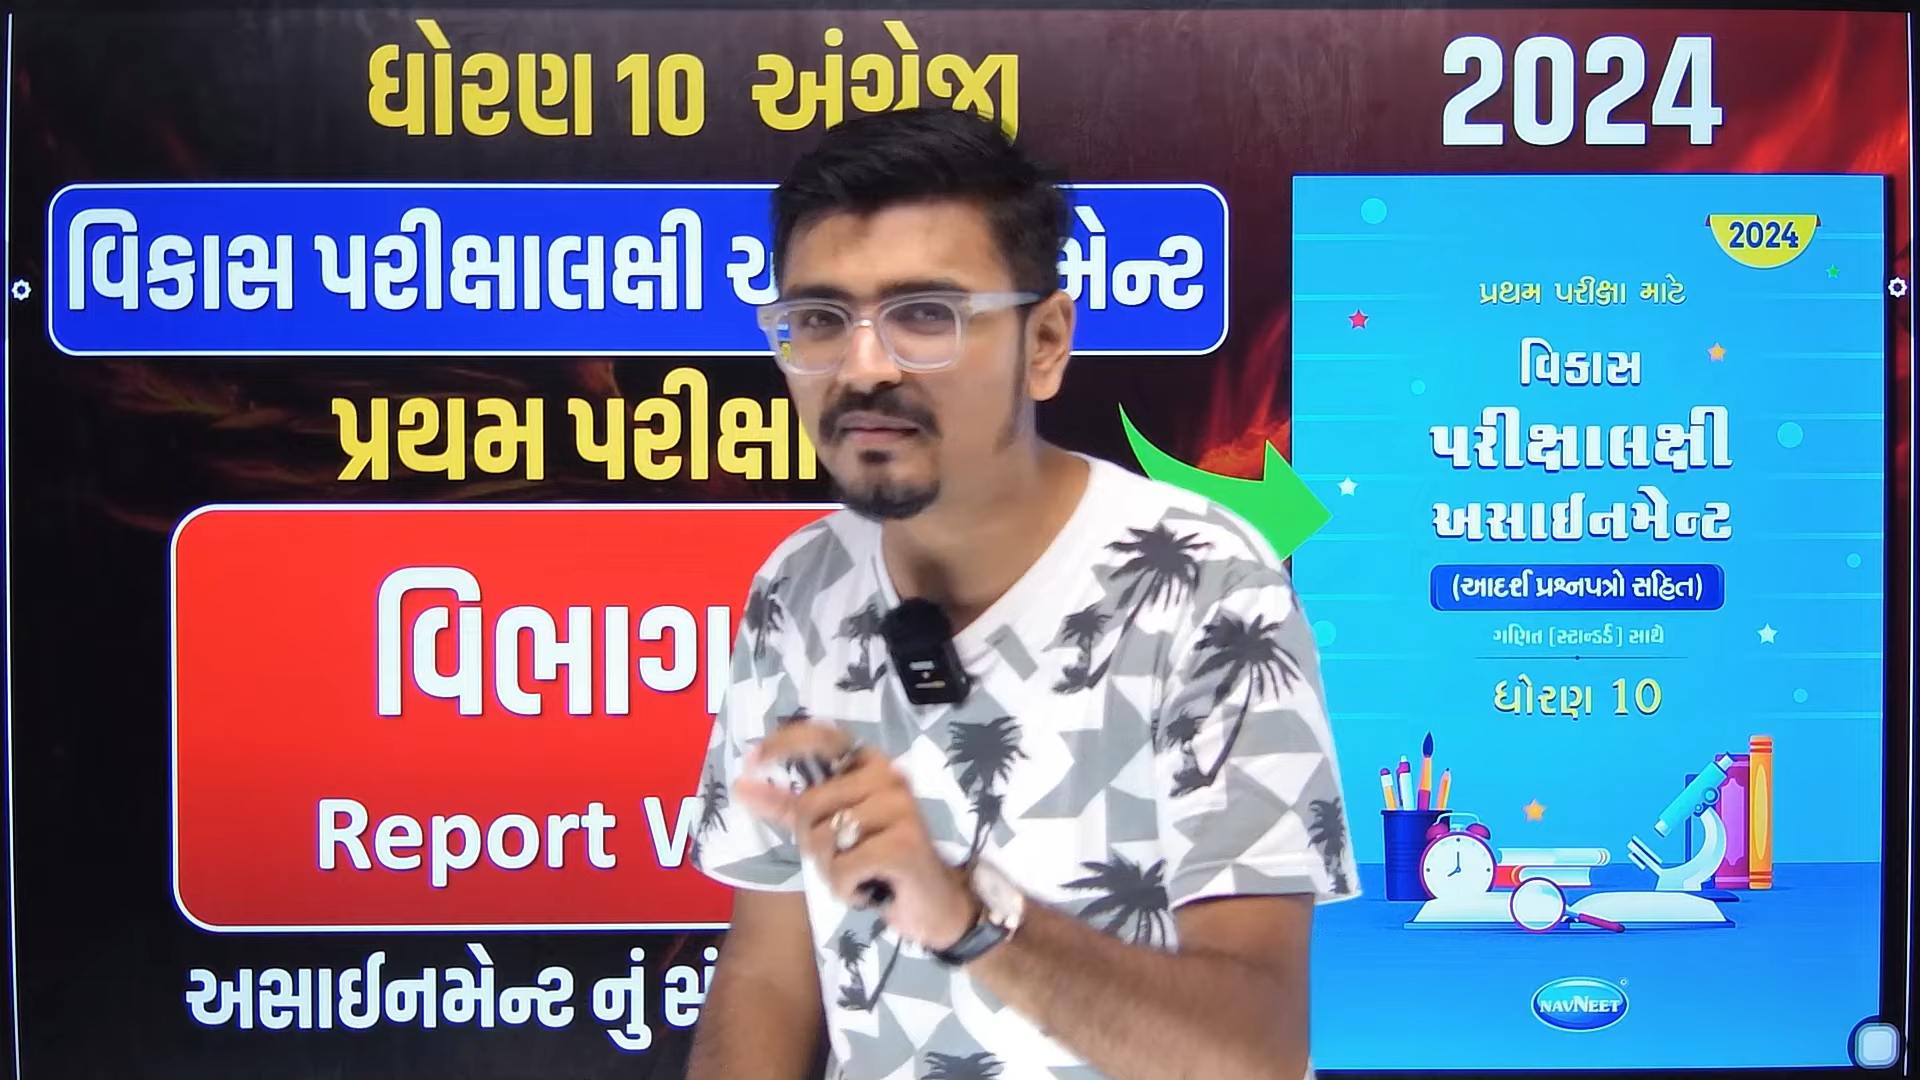 ધોરણ 10 અંગ્રેજી
2024
વિકાસ પરીક્ષાલક્ષી
પ્રથમ પરીક્ષા
વિભાગ
Report
અસાઈનમેન્ટ નું
2024
પ્રથમ પરીક્ષા માટે
વિકાસ
પરીક્ષાલક્ષી
અસાઇનમેન્ટ
(આદર્શ પ્રશ્નપત્રો સહિત)
ગણિત [સ્ટાન્ડર્ડ] સાથે
ધોરણ 10
NAVNEET